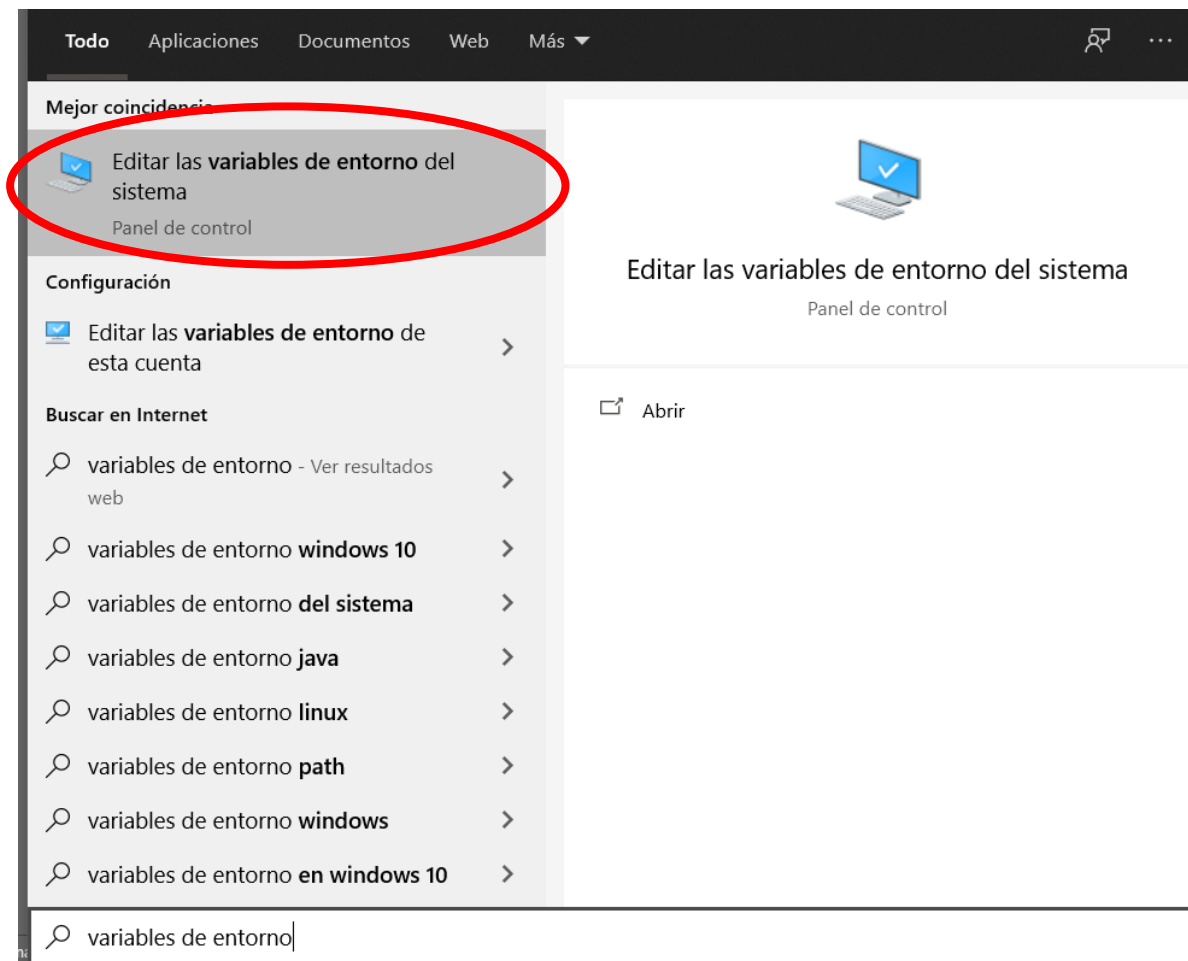 Todo Aplicaciones Documentos Web Más
Mejor coincidencia
Editar las variables de entorno del
sistema
Panel de control
Configuración
Editar las variables de entorno de
esta cuenta
Buscar en Internet
variables de entorno - Ver resultados
web
variables de entorno windows 10
variables de entorno del sistema
variables de entorno java
variables de entorno linux
variables de entorno path
variables de entorno windows
variables de entorno en windows 10
Editar las variables de entorno del sistema
Panel de control
Abrir
variables de entorno